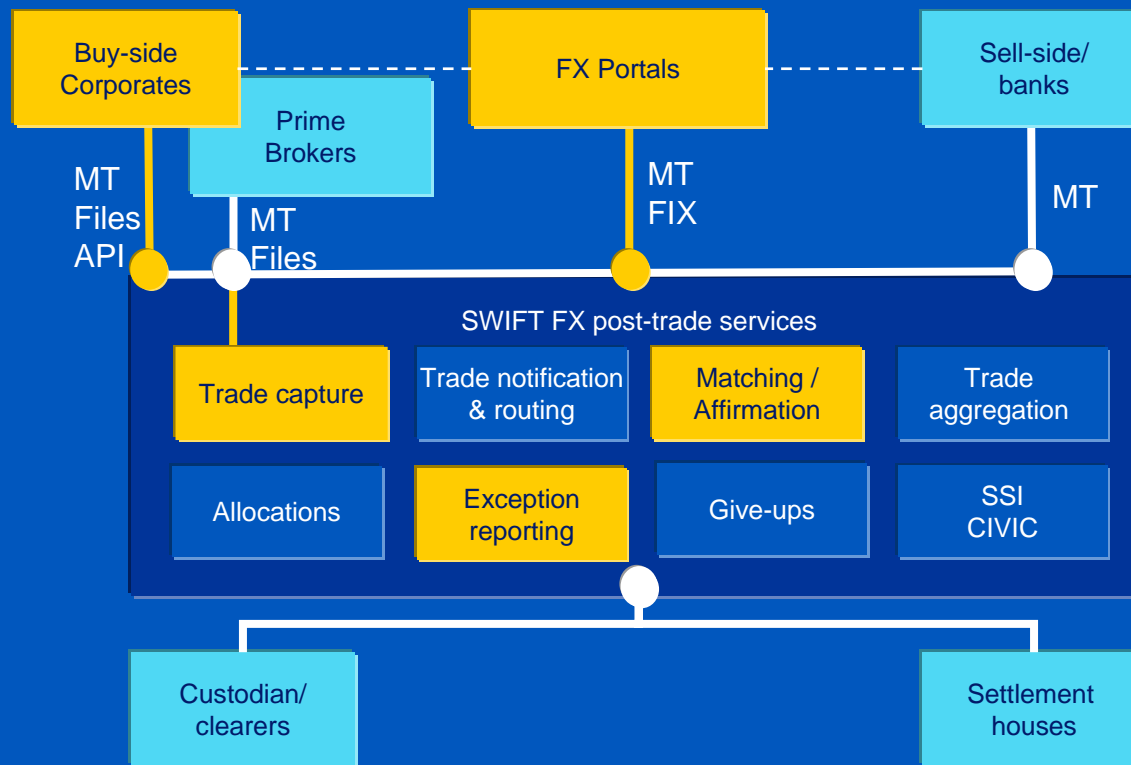 Buy-side
Corporates
FX Portals
Sell-side/
banks
Prime
Brokers
MT
Files
API
MT
Files
MT
FIX
MT
SWIFT FX post-trade services
Trade capture
Trade notification
& routing
Matching /
Affirmation
Trade
aggregation
Allocations
Exception
reporting
Give-ups
SSI
CIVIC
Custodian/
clearers
Settlement
houses